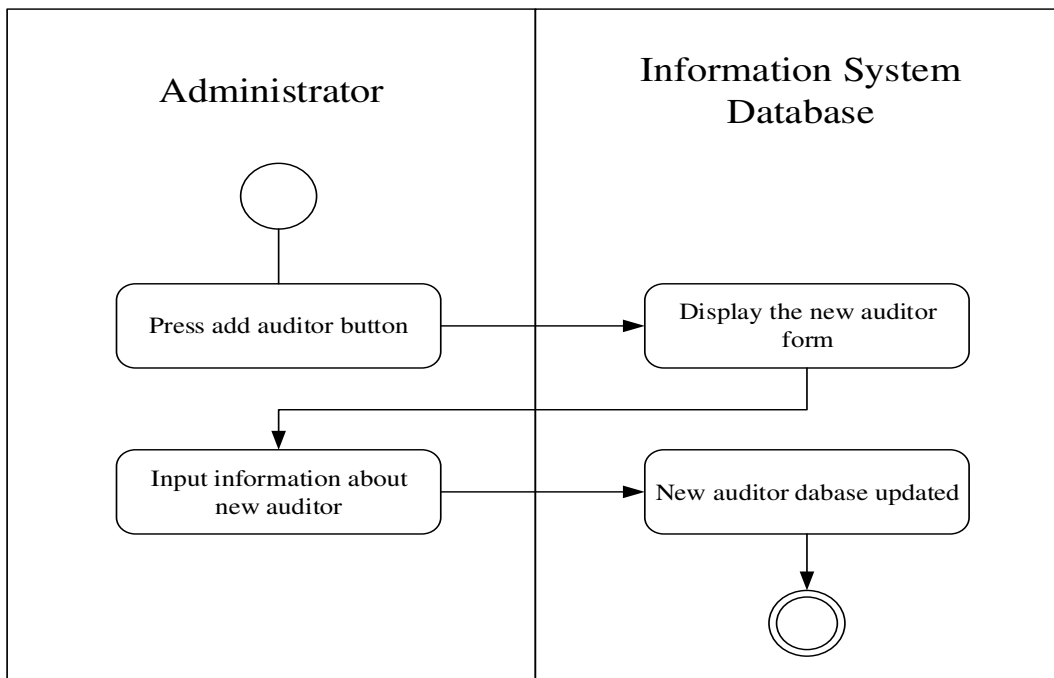 Administrator
Information System
Database
Press add auditor button
Display the new auditor
form
Input information about
new auditor
New auditor dabase updated